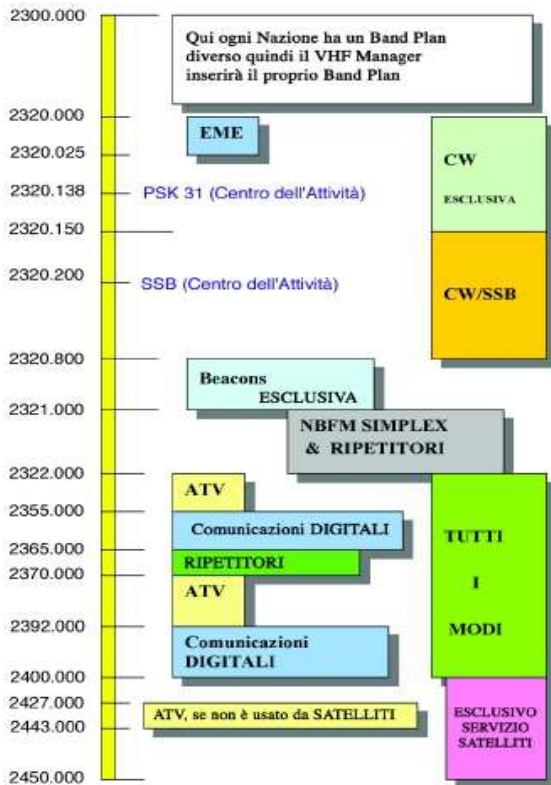 2300.000
Qui ogni Nazione ha un Band Plan
diverso quindi il VHF Manager
inserirà il proprio Band Plan
2320.000
EME
CW
ESCLUSIVA
2320.025
2320.138
PSK 31 (Centro dell'Attività)
2320.150
2320.200
SSB (Centro dell'Attività)
CW/SSB
2320.800
Beacons
ESCLUSIVA
2321.000
NBFM SIMPLEX
& RIPETITORI
2322.000
ATV
TUTTI
I
MODI
2355.000
Comunicazioni DIGITALI
2365.000
RIPETITORI
2370.000
ATV
2392.000
Comunicazioni
DIGITALI
2400.000
2427.000
ATV, se non è usato da SATELLITI
ESCLUSIVO
SERVIZIO
SATELLITI
2443.000
2450.000